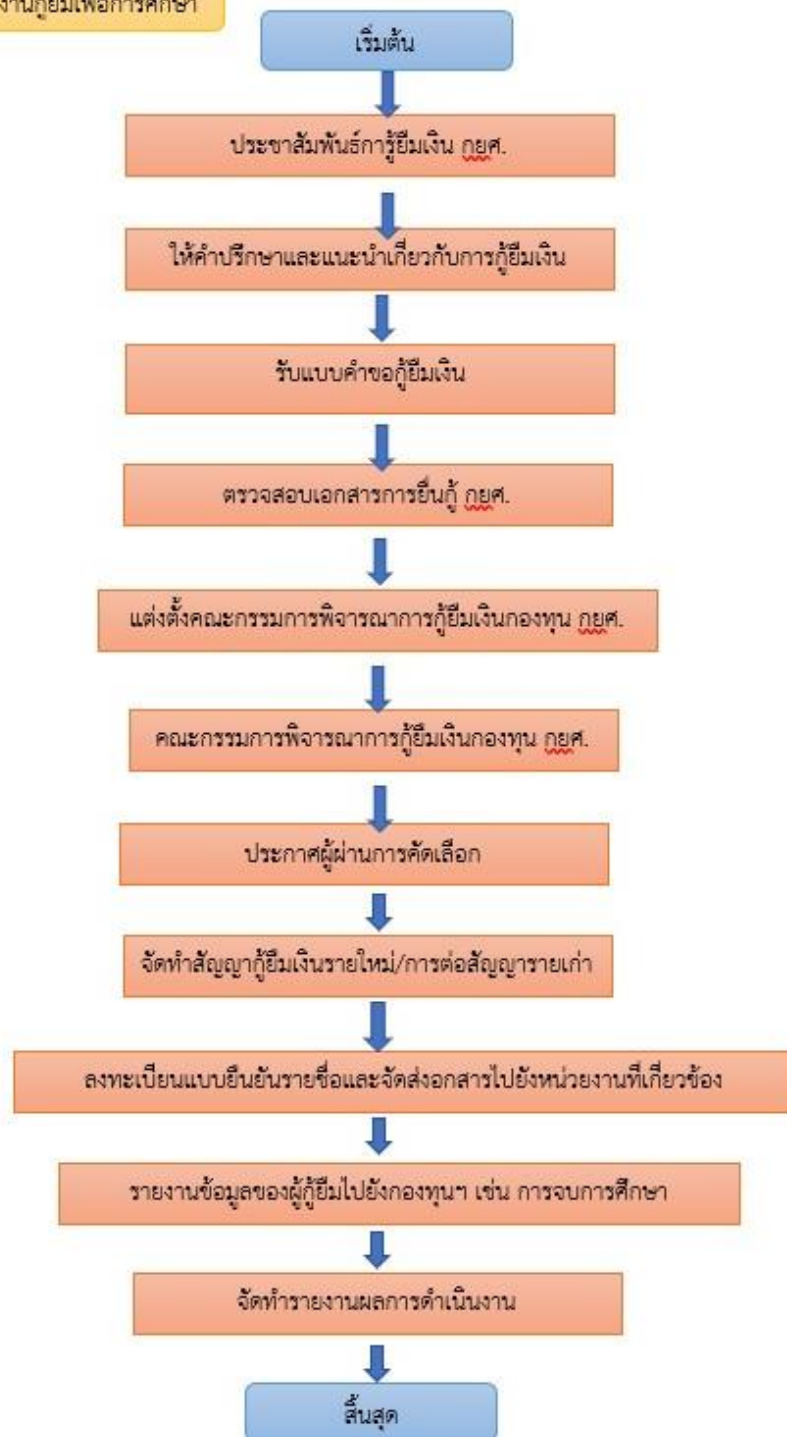 งานกู้ยืมเพื่อการศึกษา
เริ่มต้น
ประชาสัมพันธ์การู้ยืมเงิน กยศ.
ให้คำปรึกษาและแนะนำเกี่ยวกับการกู้ยืมเงิน
รับแบบคำขอกู้ยืมเงิน
ตรวจสอบเอกสารการยื่นกู้ กยศ.
แต่งตั้งคณะกรรมการพิจารณาการกู้ยืมเงินกองทุน กยศ.
คณะกรรมการพิจารณาการกู้ยืมเงินกองทุน กยศ.
ประกาศผู้ผ่านการคัดเลือก
จัดทำสัญญากู้ยืมเงินรายใหม่/การต่อสัญญารายเก่า
ลงทะเบียนแบบยืนยันรายชื่อและจัดส่งอกสารไปยังหน่วยงานที่เกี่ยวข้อง
รายงานข้อมูลของผู้กู้ยืมไปยังกองทุนฯ เช่น การจบการศึกษา
จัดทำรายงานผลการดำเนินงาน
สิ้นสุด